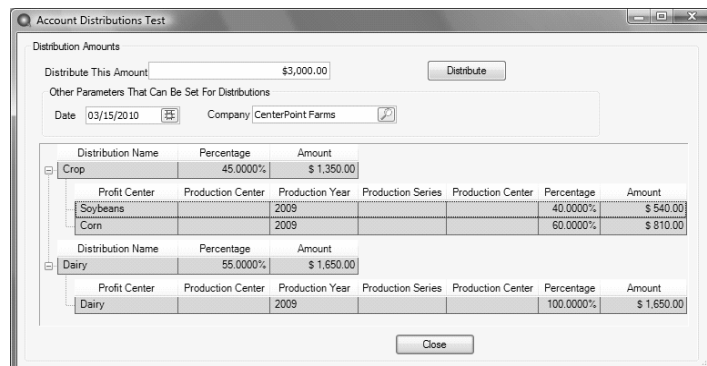 Account Distributions Test
Distribution Amounts
Distribute This Amount $3,000.00 Distribute
Other Parameters That Can Be Set For Distributions
Date 03/15/2010 Company CenterPoint Farms
Distribution Name Percentage Amount
Crop 45.0000% $ 1,350.00
Profit Center Production Center Production Year Production Series Production Center Percentage Amount
Soybeans 2009 40.0000% $ 540.00
Corn 2009 60.0000% $ 810.00
Distribution Name Percentage Amount
Dairy 55.0000% $ 1,650.00
Profit Center Production Center Production Year Production Series Production Center Percentage Amount
Dairy 2009 100.0000% $ 1,650.00
Close